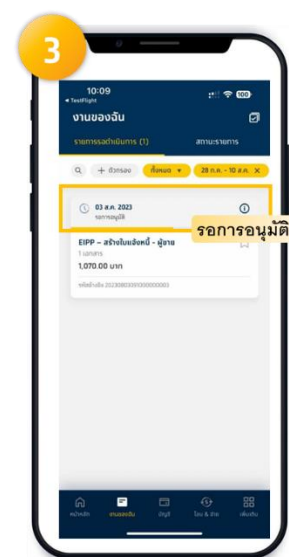 3
10:09
100
◂ TestFlight
งานของฉัน
รายการรอดำเนินการ (1)
สถานะรายการ
+ ตัวกรอง
ทั้งหมด
28 ก.ค. - 10 ส.ค. X
03 ส.ค. 2023
รอการอนุมัติ
รอการอนุมัติ
EIPP – สร้างใบแจ้งหนี้ - ผู้ขาย
1 เอกสาร
1,070.00 บาท
หน้าหลัก
งานของฉัน
บัญชี
โอน & จ่าย
เพิ่มเติม